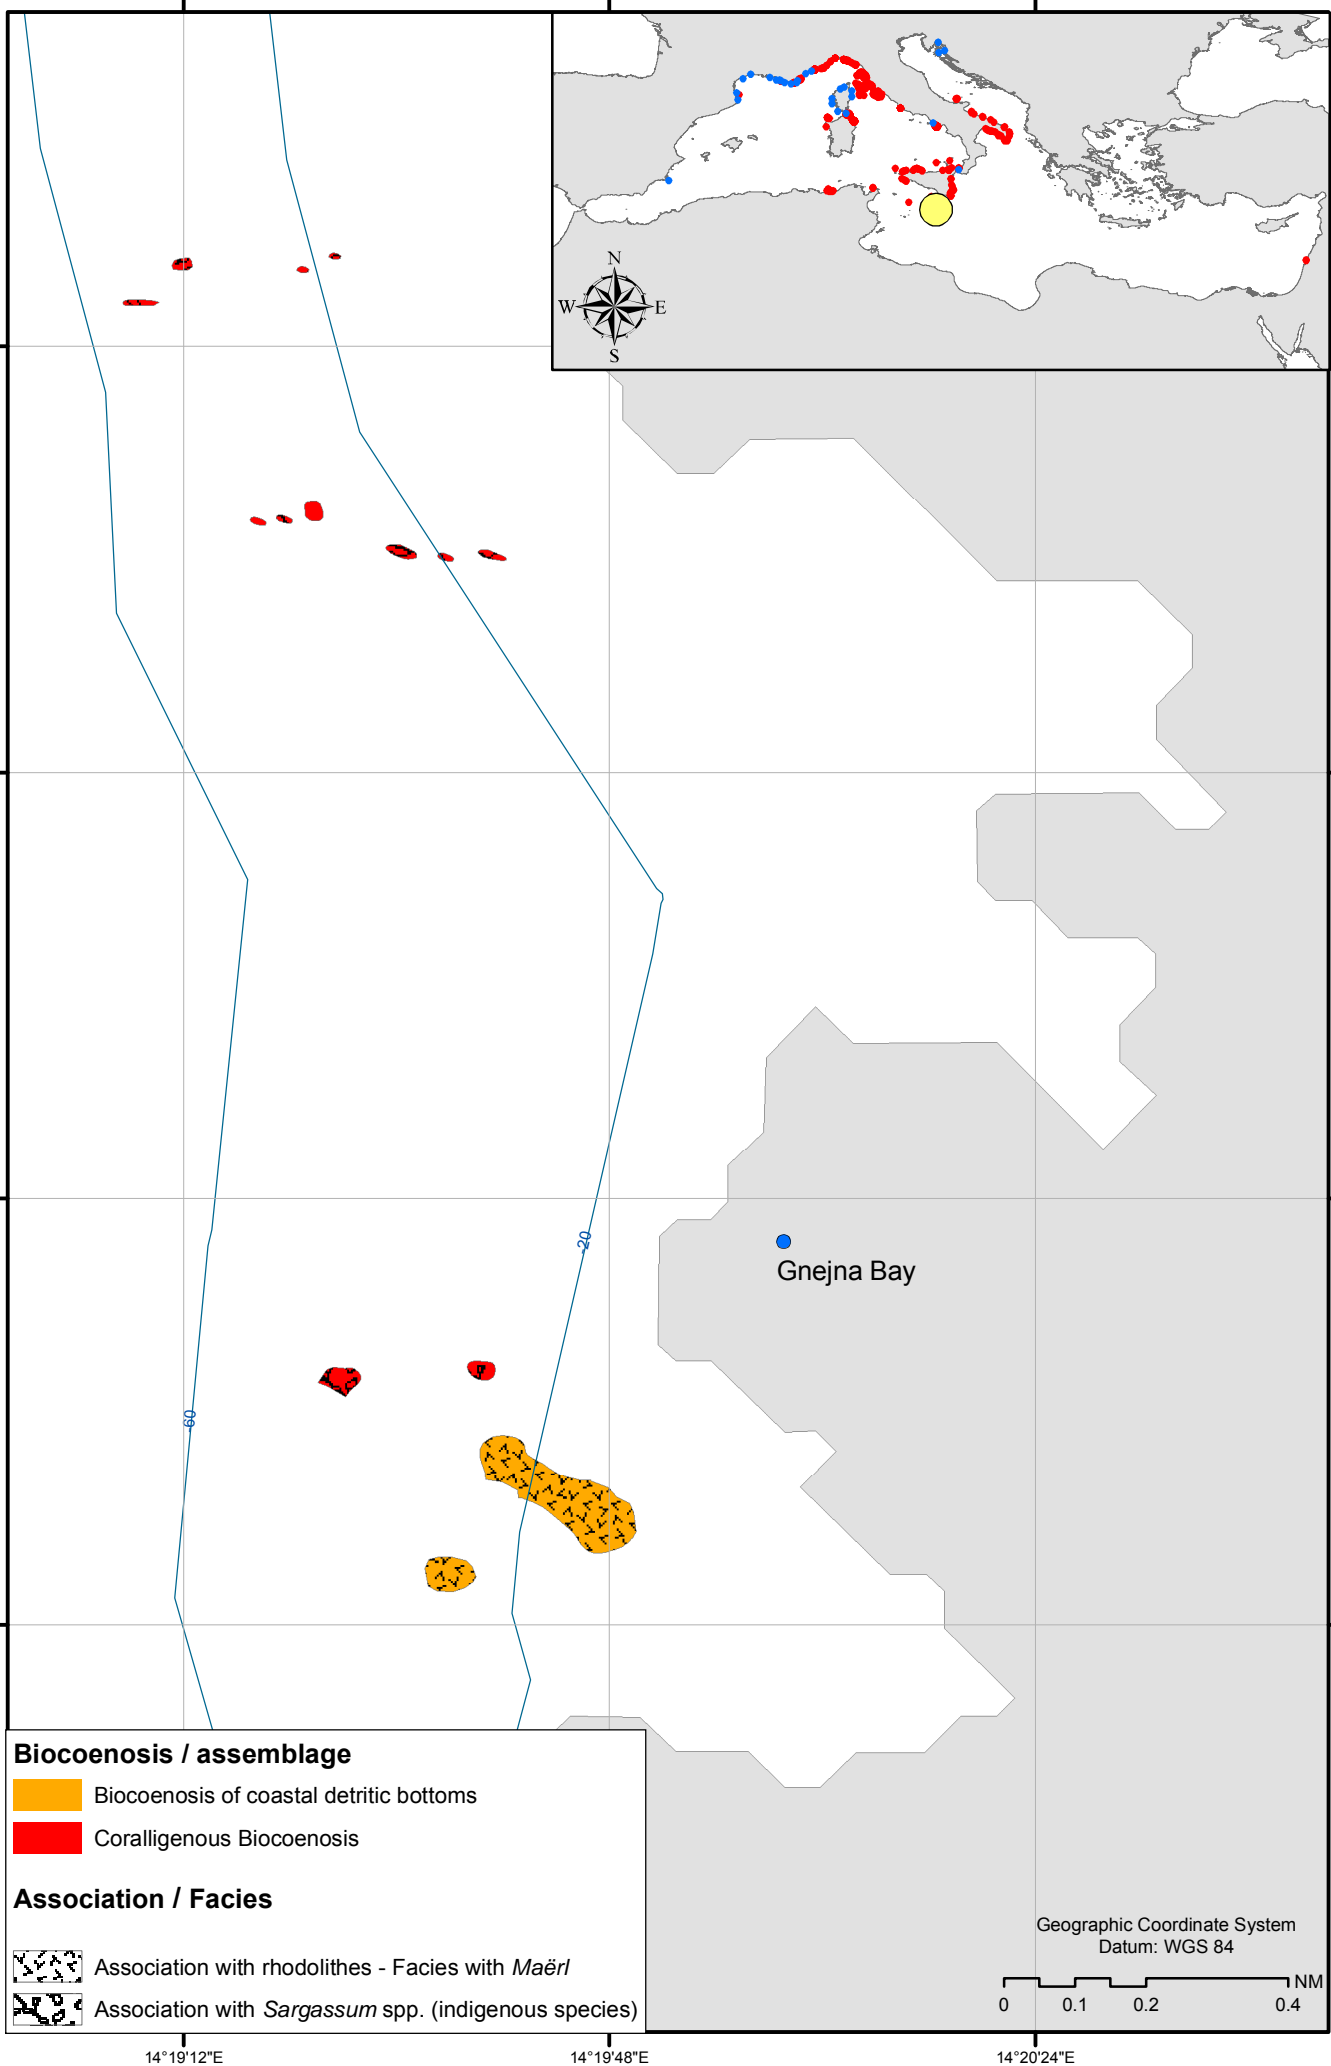 N
W
E
S
-20
Gnejna Bay
-60
Biocoenosis / assemblage
Biocoenosis of coastal detritic bottoms
Coralligenous Biocoenosis
Association / Facies
Association with rhodolithes - Facies with Maërl
Association with Sargassum spp. (indigenous species)
Geographic Coordinate System
Datum: WGS 84
NM
0 0.1 0.2 0.4
14°19'12"E 14°19'48"E 14°20'24"E